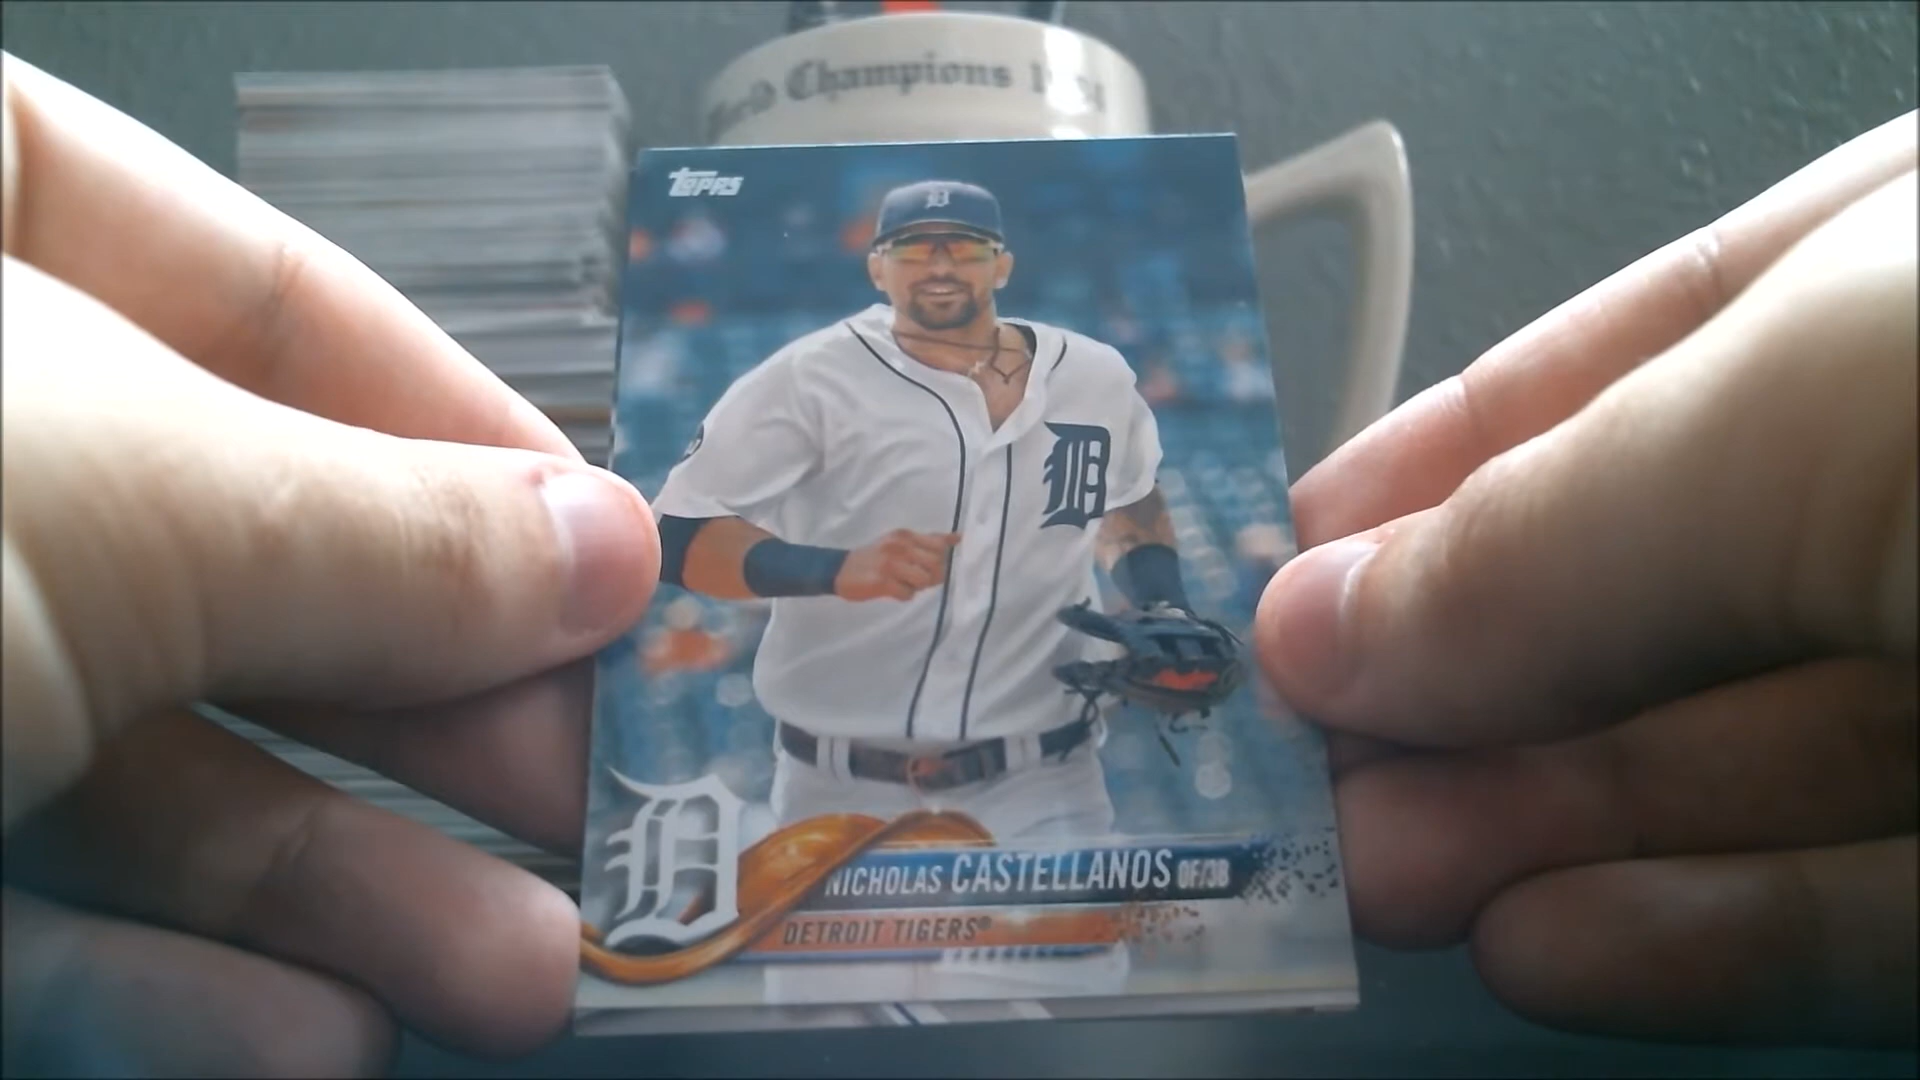 Champions
TOPPS
D
D
D
NICHOLAS CASTELLANOS OF/3B
DETROIT TIGERS®